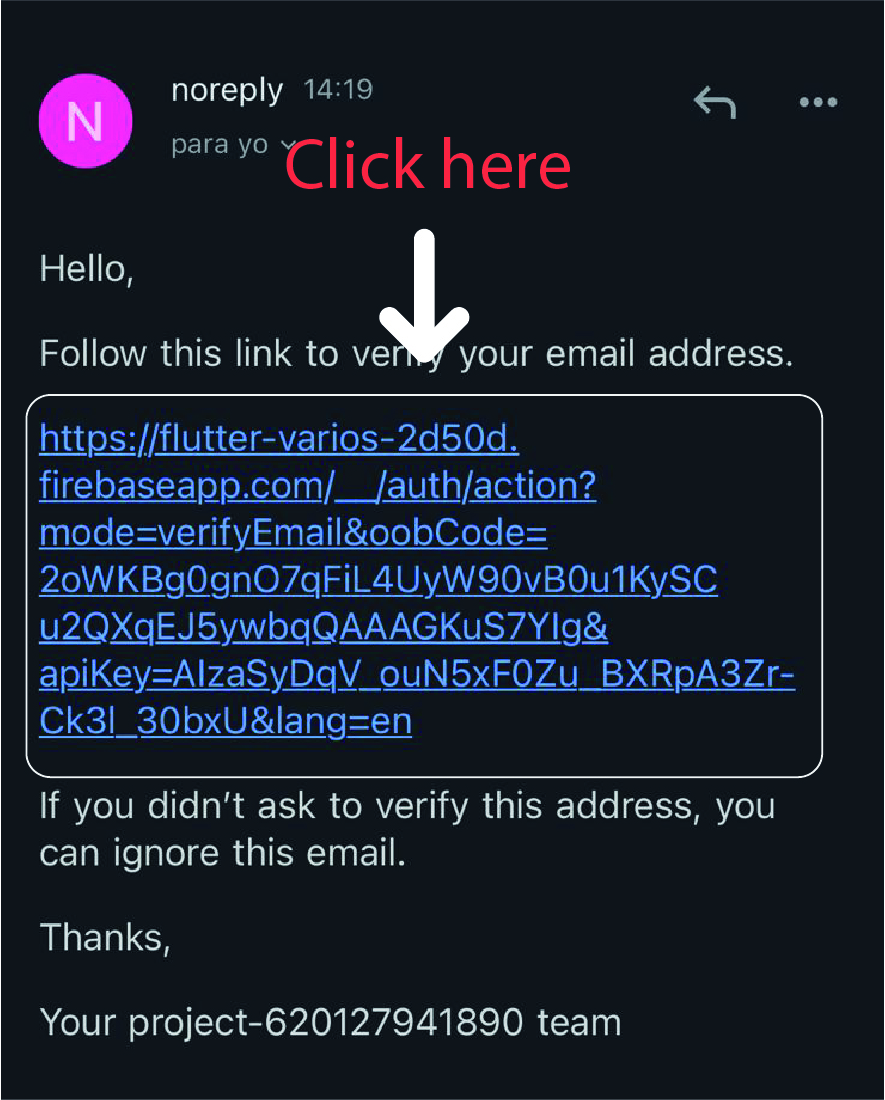 N
noreply 14:19
para yo
Click here
Hello,
Follow this link to verify your email address.
https://flutter-varios-2d50d.
firebaseapp.com/__/auth/action?
mode=verifyEmail&oobCode=
2oWKBg0gnO7qFiL4UyW90vB0u1KySC
u2QXqEJ5ywbqQAAAGKuS7YIg&
apiKey=AIzaSyDqV_ouN5xF0Zu_BXRpA3Zr-
Ck3l_30bxU&lang=en
If you didn’t ask to verify this address, you
can ignore this email.
Thanks,
Your project-620127941890 team